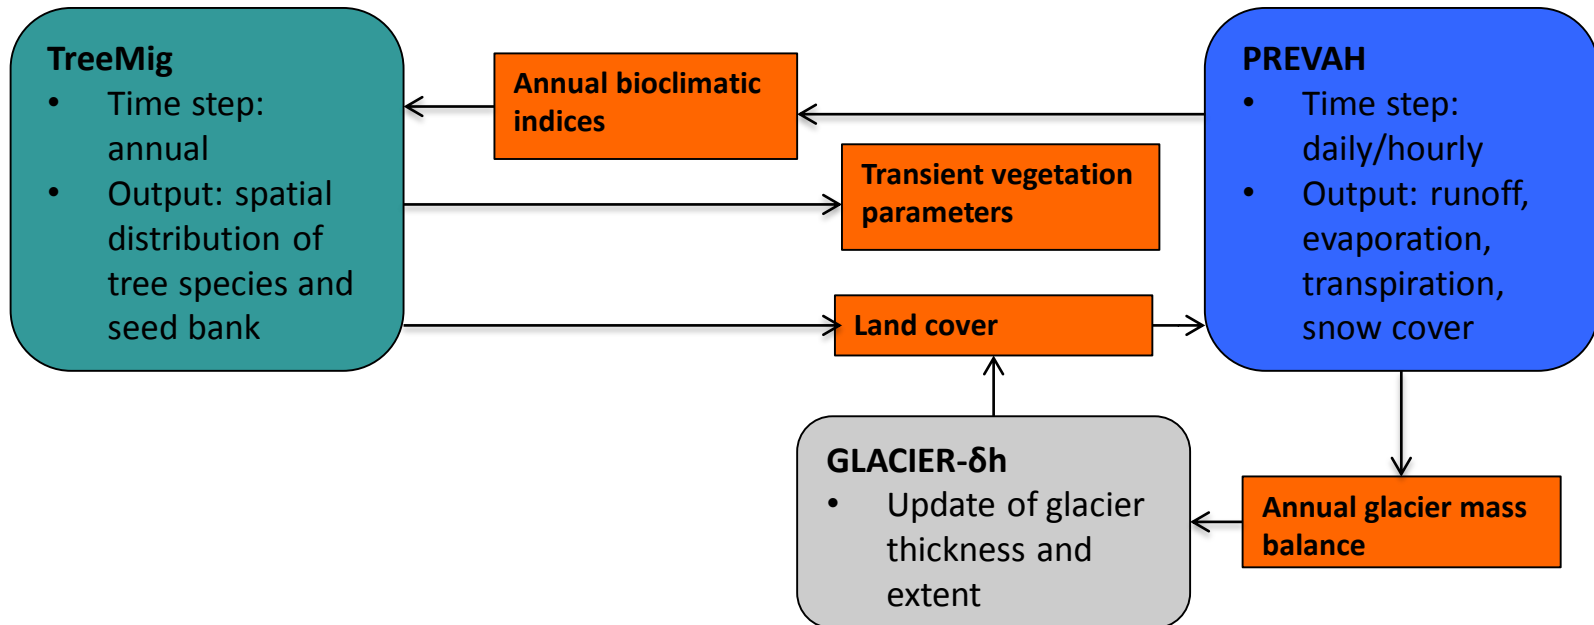 TreeMig
• Time step:
annual
• Output: spatial
distribution of
tree species and
seed bank
Annual bioclimatic
indices
Transient vegetation
parameters
Land cover
PREVAH
• Time step:
daily/hourly
• Output: runoff,
evaporation,
transpiration,
snow cover
GLACIER-δh
• Update of glacier
thickness and
extent
Annual glacier mass
balance